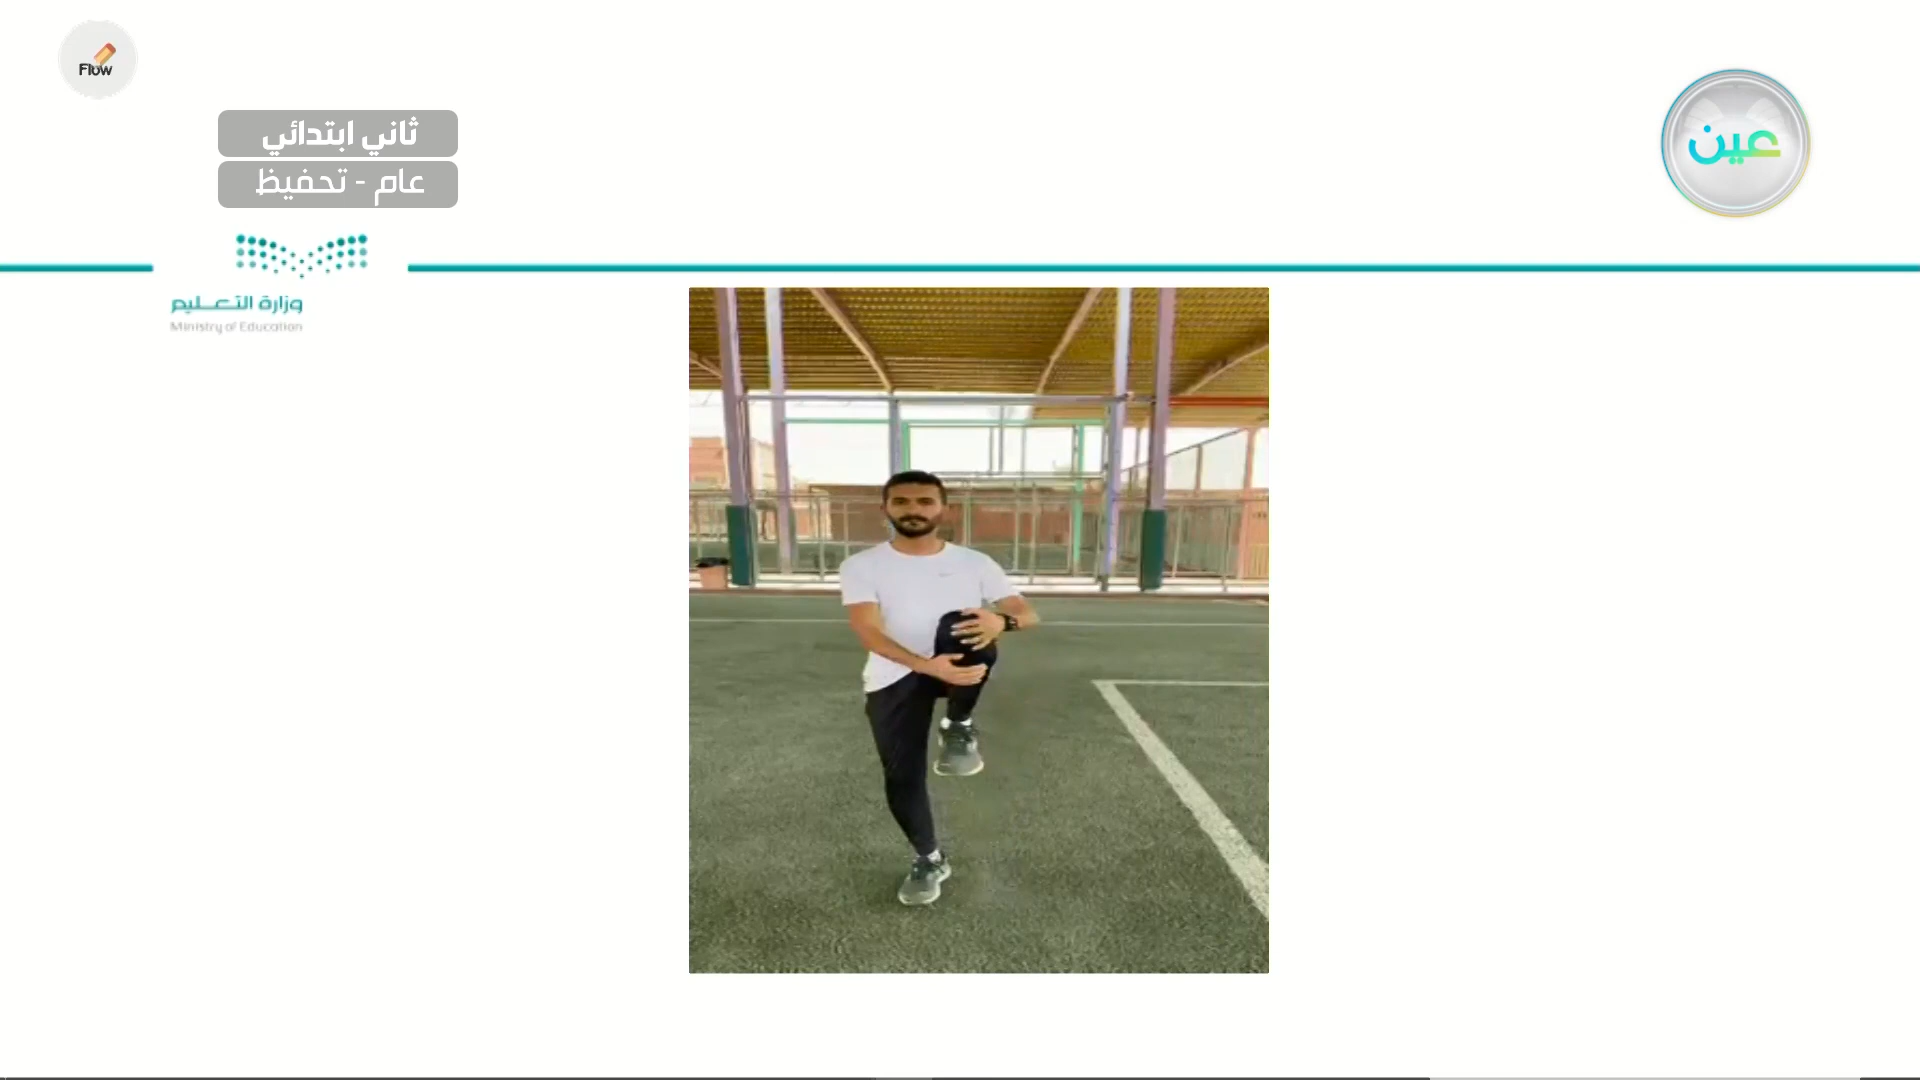 Flow
ثاني ابتدائي
عام - تحفيظ
عين
وزارة التعليم
Ministry of Education